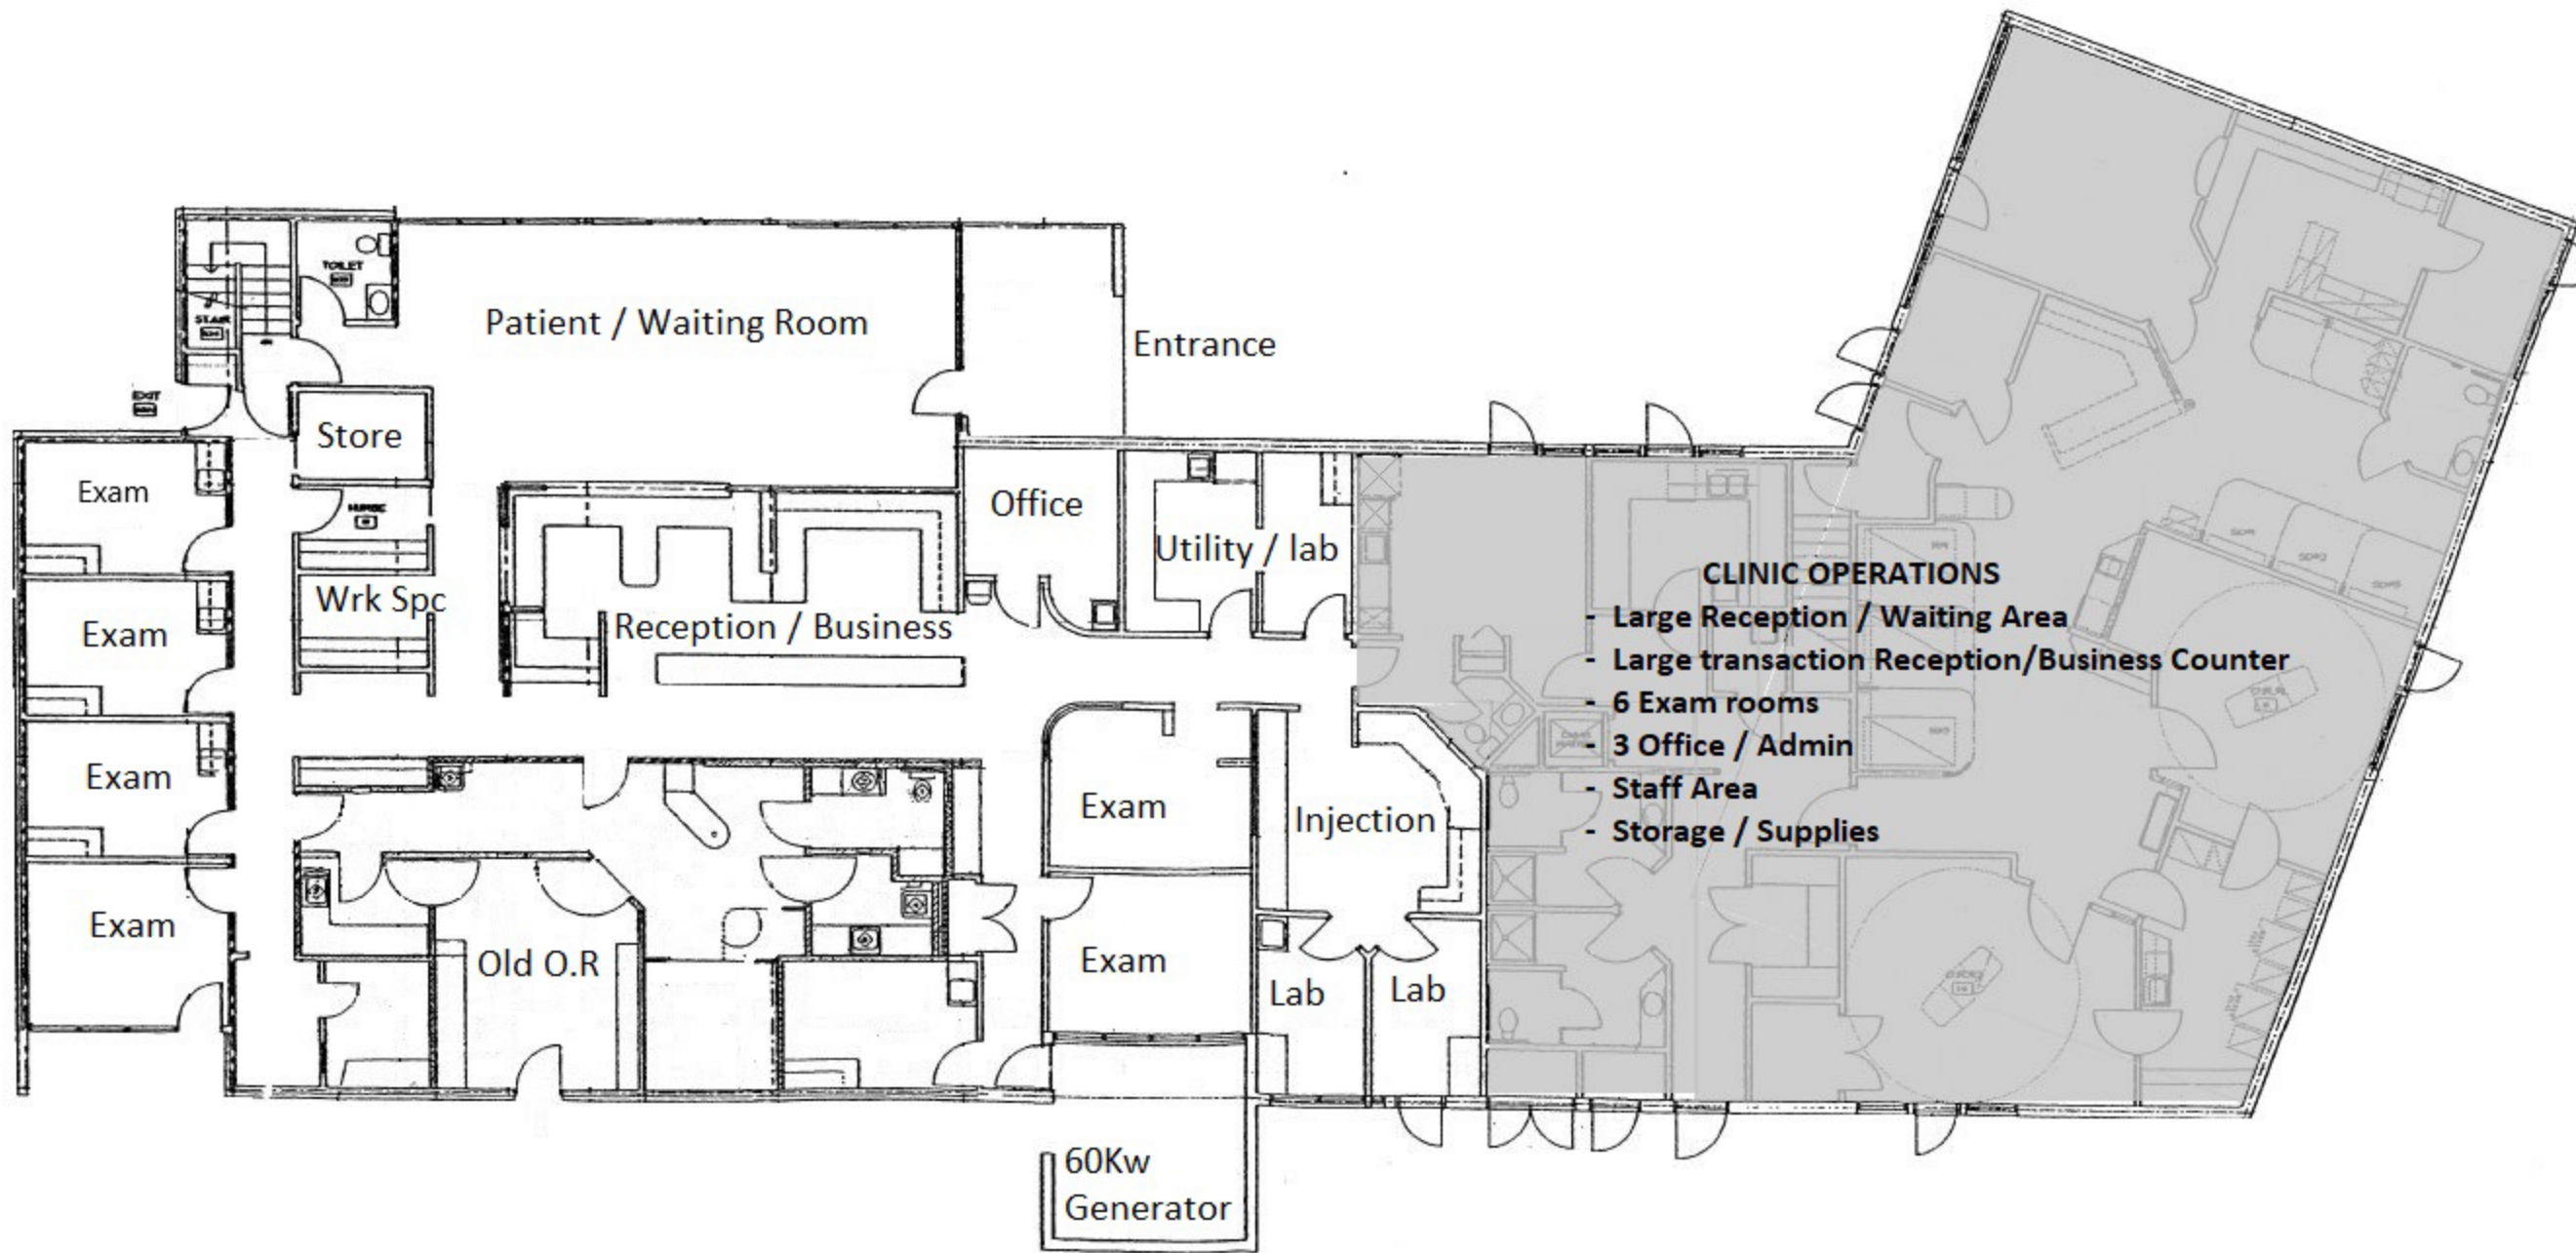 TOILET
STAIR
Patient / Waiting Room
Entrance
EXIT
Store
Exam
NURSE
Office
Utility / lab
Wrk Spc
Exam
Reception / Business
CLINIC OPERATIONS
- Large Reception / Waiting Area
- Large transaction Reception/Business Counter
- 6 Exam rooms
- 3 Office / Admin
- Staff Area
- Storage / Supplies
Exam
Exam
Injection
Exam
Old O.R
Exam
Lab
Lab
60Kw
Generator